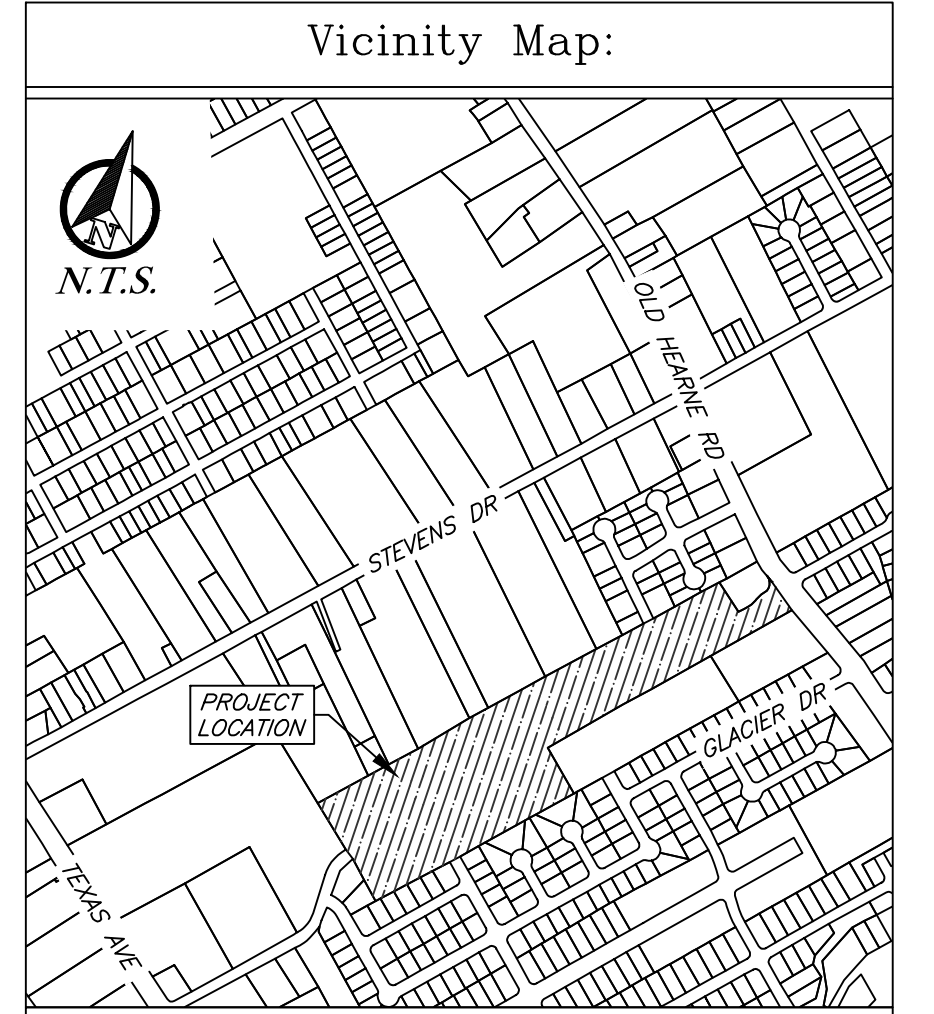 Vicinity Map:
N
N.T.S.
OLD HEARNE RD
STEVENS DR
PROJECT
LOCATION
GLACIER DR
TEXAS AVE